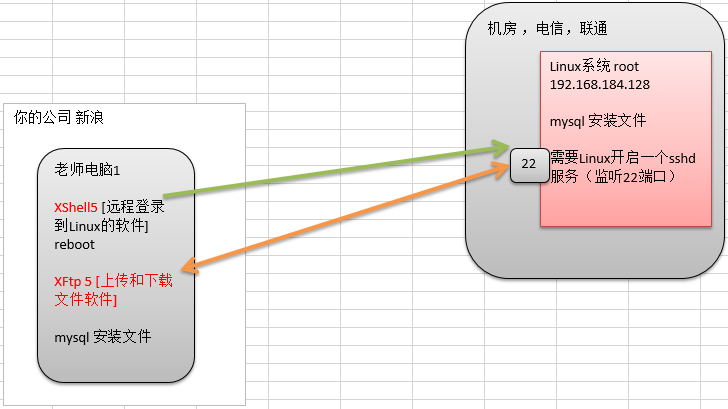 机房 ，电信，联通
Linux系统 root
192.168.184.128
mysql 安装文件
22
需要Linux开启一个sshd
服务（监听22端口）
你的公司 新浪
老师电脑1
XShell5 [远程登录
到Linux的软件]
reboot
XFtp 5 [上传和下载
文件软件]
mysql 安装文件